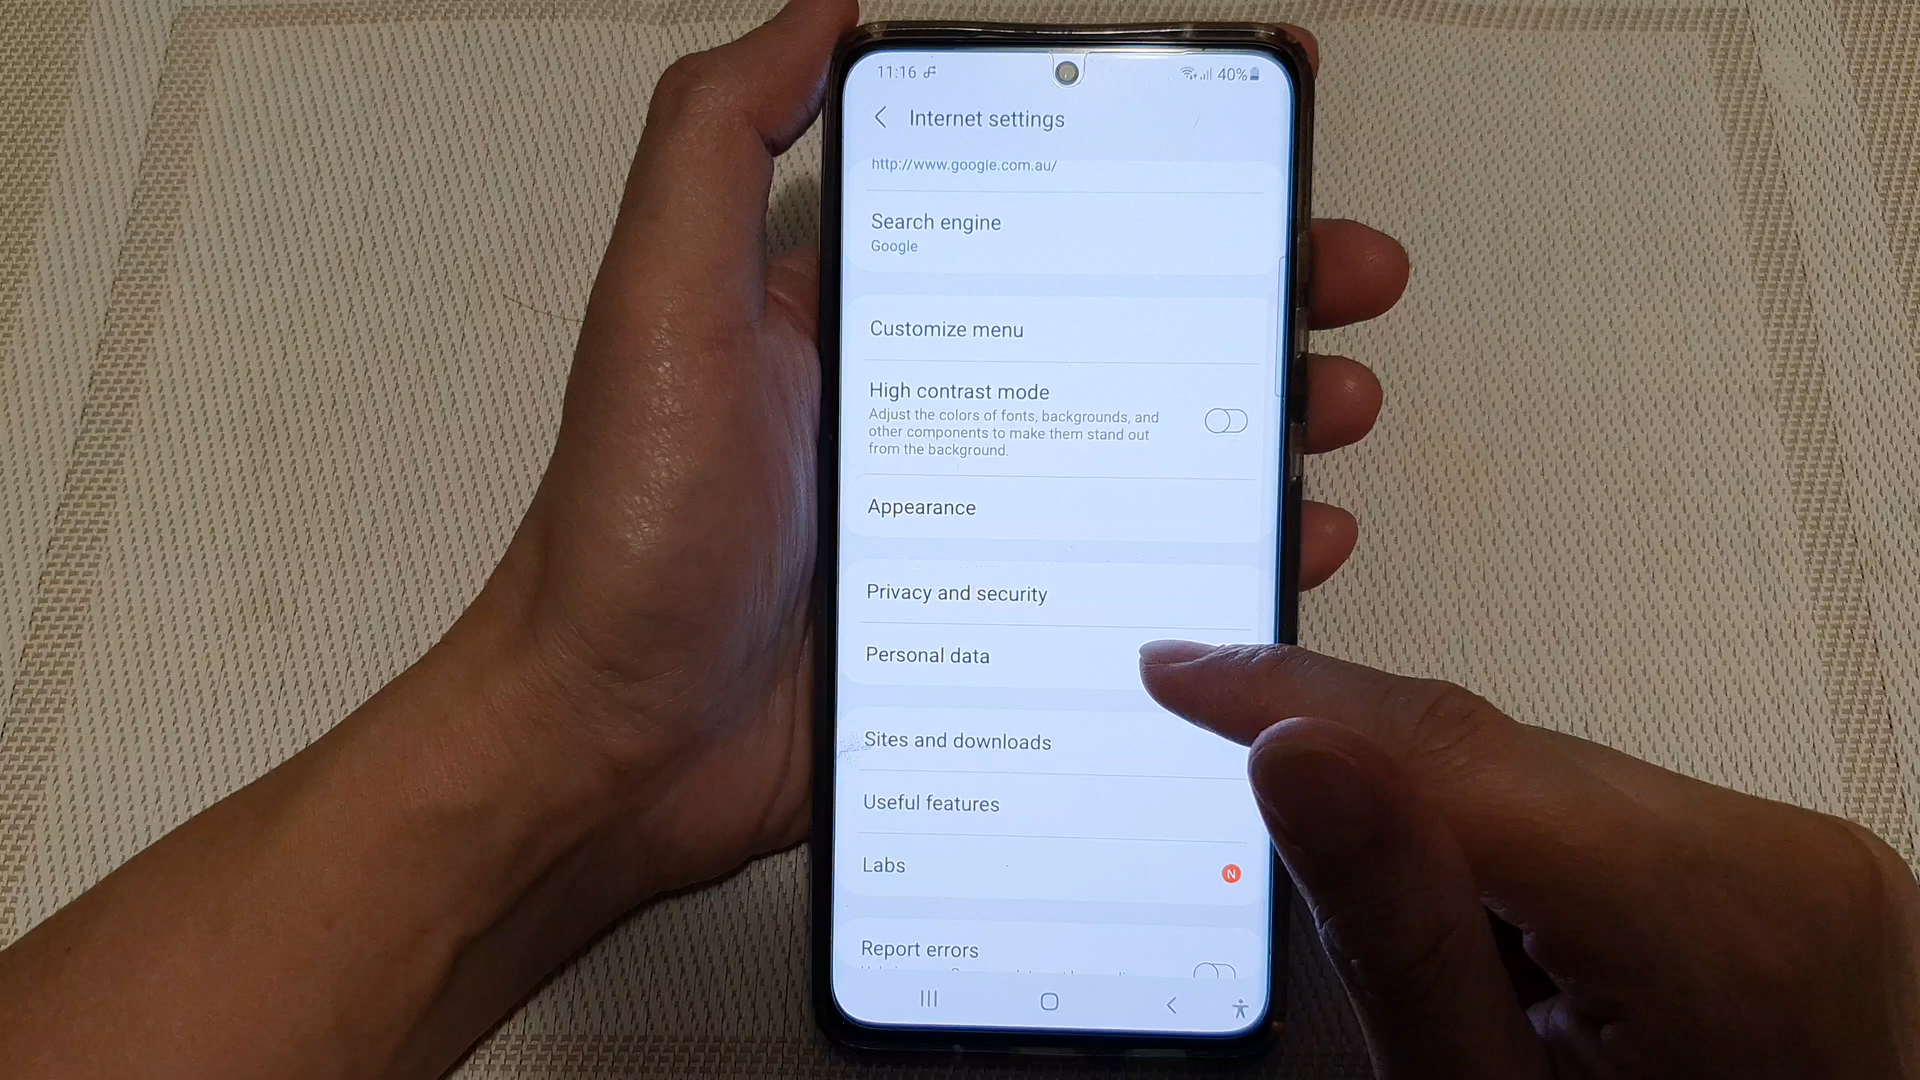 11:16
40%
Internet settings
http://www.google.com.au/
Search engine
Google
Customize menu
High contrast mode
Adjust the colors of fonts, backgrounds, and
other components to make them stand out
from the background.
Appearance
Privacy and security
Personal data
Sites and downloads
Useful features
Labs
N
Report errors